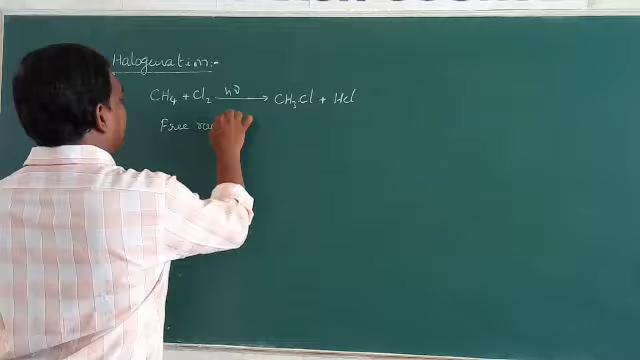 Halogenation:-
CH4 + Cl2 hν → CH3Cl + HCl
Free